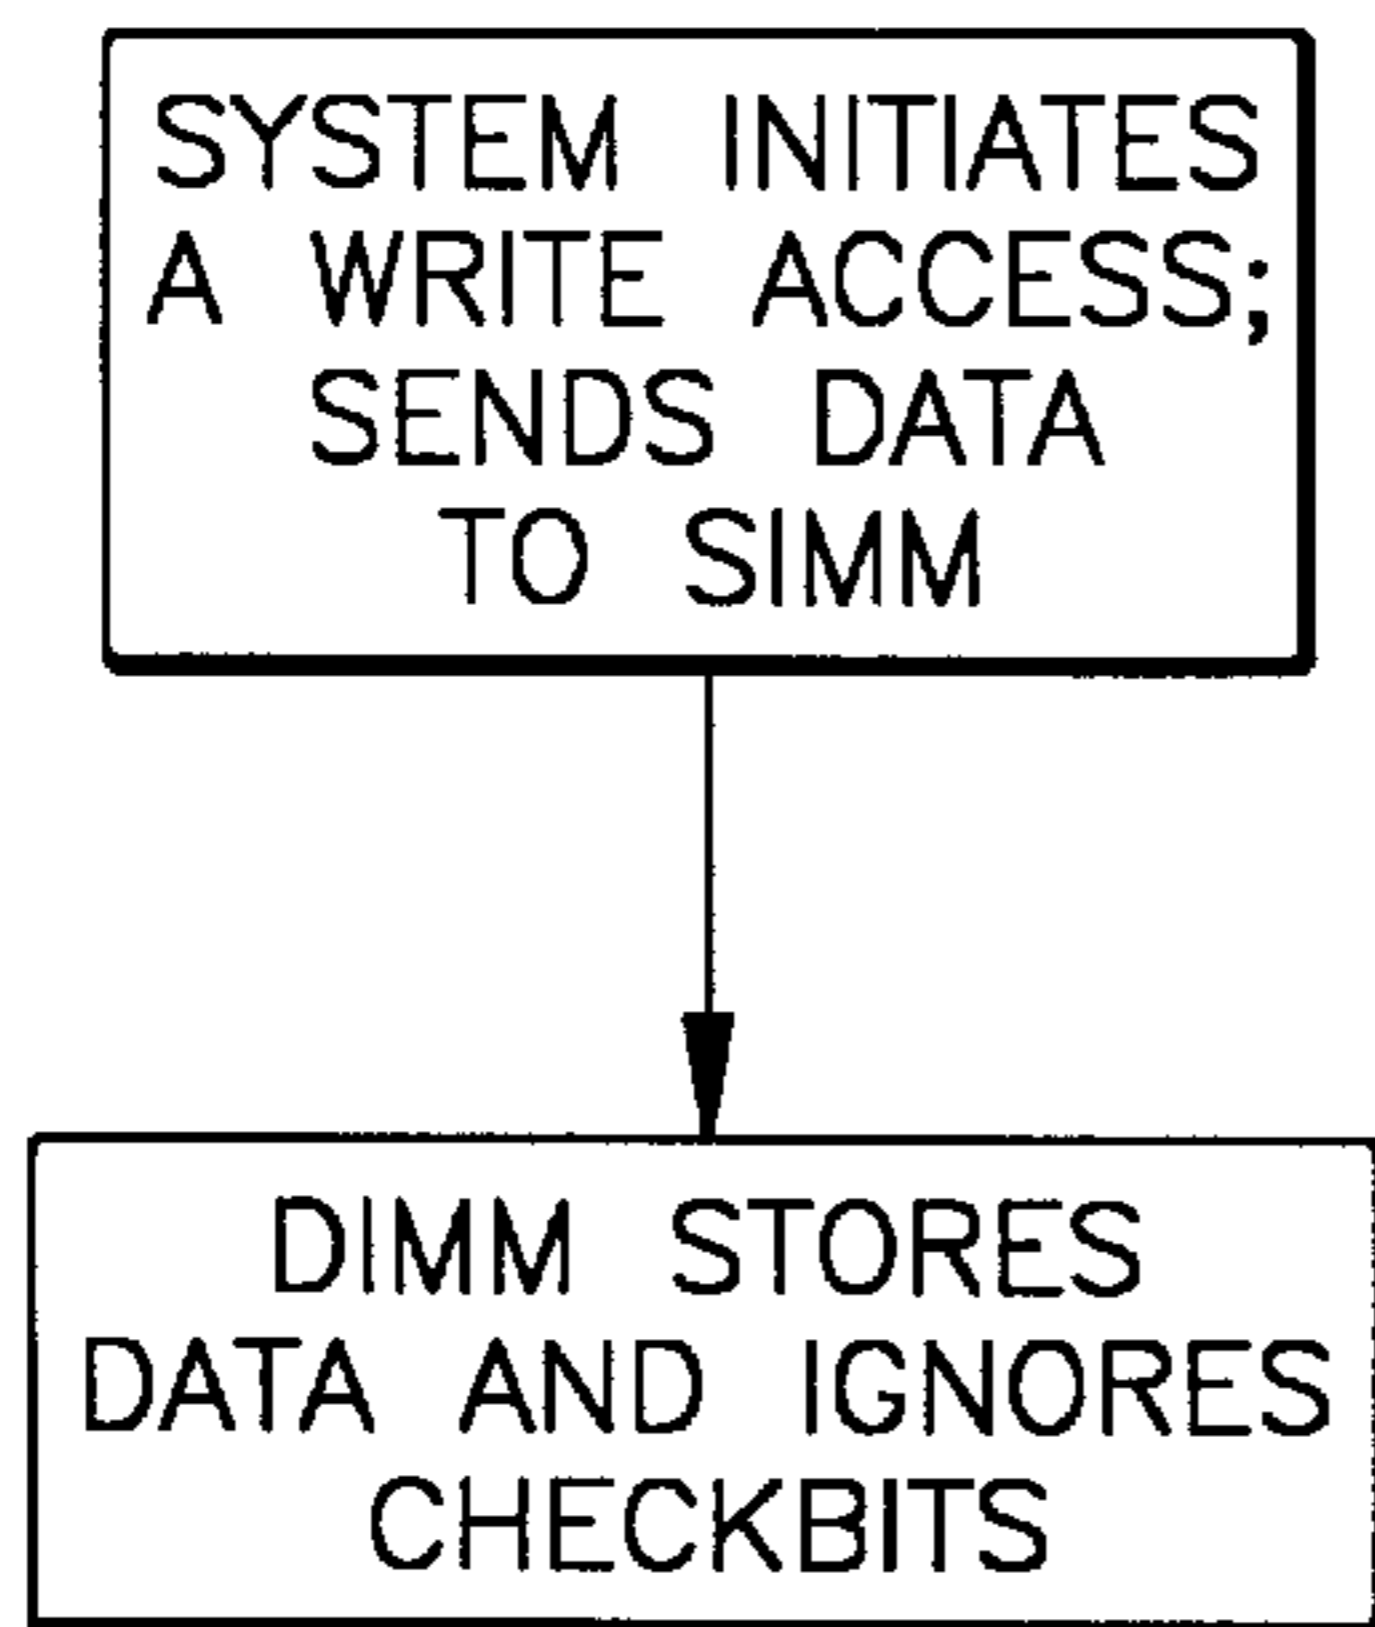 SYSTEM INITIATES
A WRITE ACCESS;
SENDS DATA
TO SIMM
DIMM STORES
DATA AND IGNORES
CHECKBITS